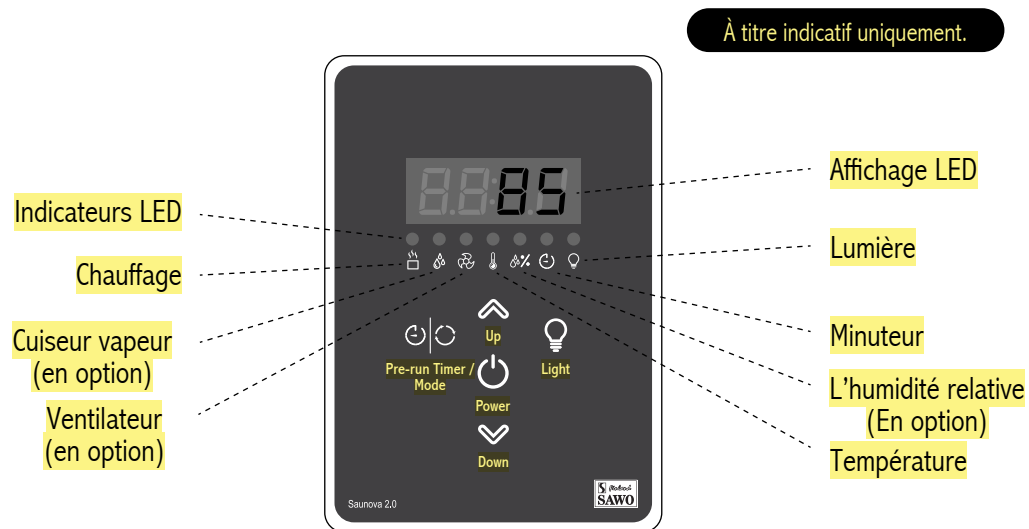 À titre indicatif uniquement.
88:85
Affichage LED
Indicateurs LED
Lumière
Chauffage
Cuiseur vapeur
(en option)
Minuteur
Up
Pre-run Timer /
Mode
Light
L'humidité relative
(En option)
Ventilateur
(en option)
Power
Température
Down
Saunova 2.0
SAWO